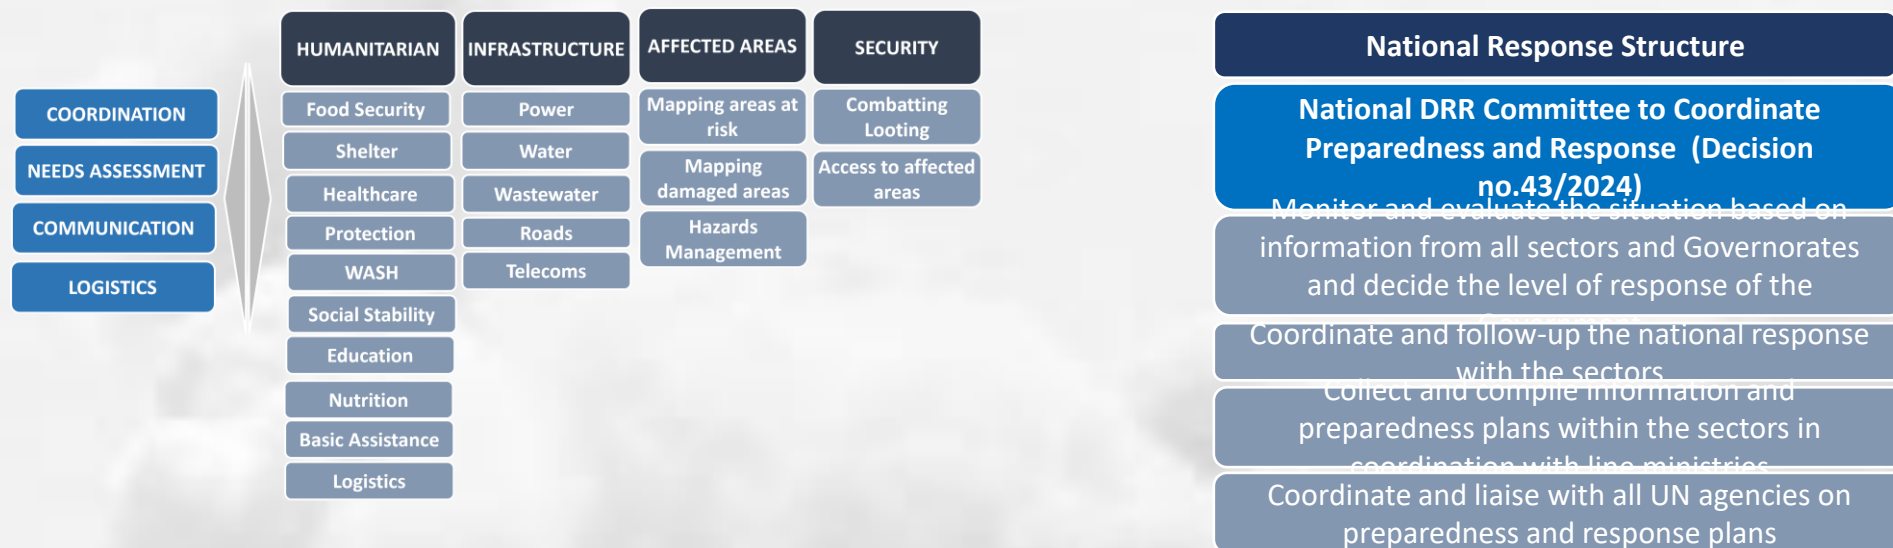 COORDINATION
NEEDS ASSESSMENT
COMMUNICATION
LOGISTICS
HUMANITARIAN
Food Security
Shelter
Healthcare
Protection
WASH
Social Stability
Education
Nutrition
Basic Assistance
Logistics
INFRASTRUCTURE
Power
Water
Wastewater
Roads
Telecoms
AFFECTED AREAS
Mapping areas at
risk
Mapping
damaged areas
Hazards
Management
SECURITY
Combatting
Looting
Access to affected
areas
National Response Structure
National DRR Committee to Coordinate
Preparedness and Response (Decision
no.43/2024)
Monitor and evaluate the situation based on
information from all sectors and Governorates
and decide the level of response of the
Government
Coordinate and follow-up the national response
with the sectors
Collect and compile information and
preparedness plans within the sectors in
coordination with line ministries
Coordinate and liaise with all UN agencies on
preparedness and response plans